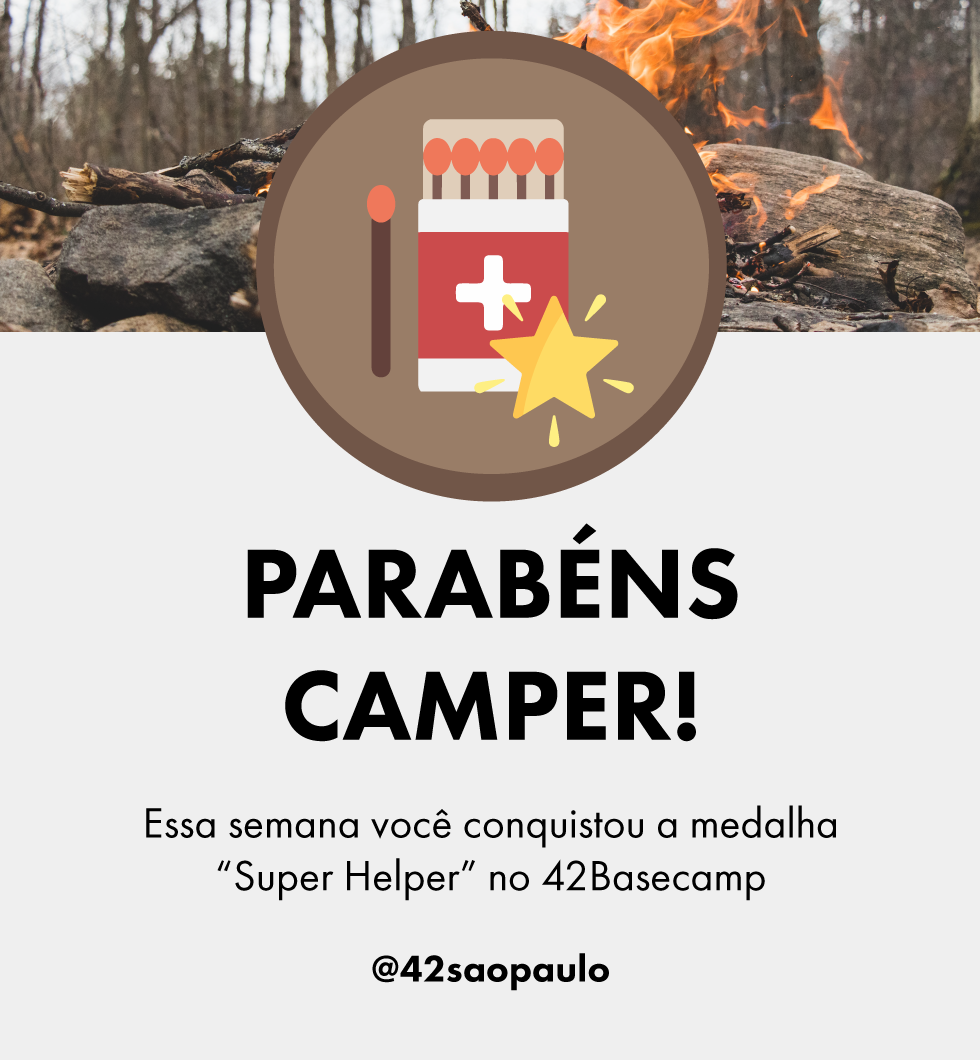 PARABÉNS
CAMPER!
Essa semana você conquistou a medalha
“Super Helper” no 42Basecamp
@42saopaulo